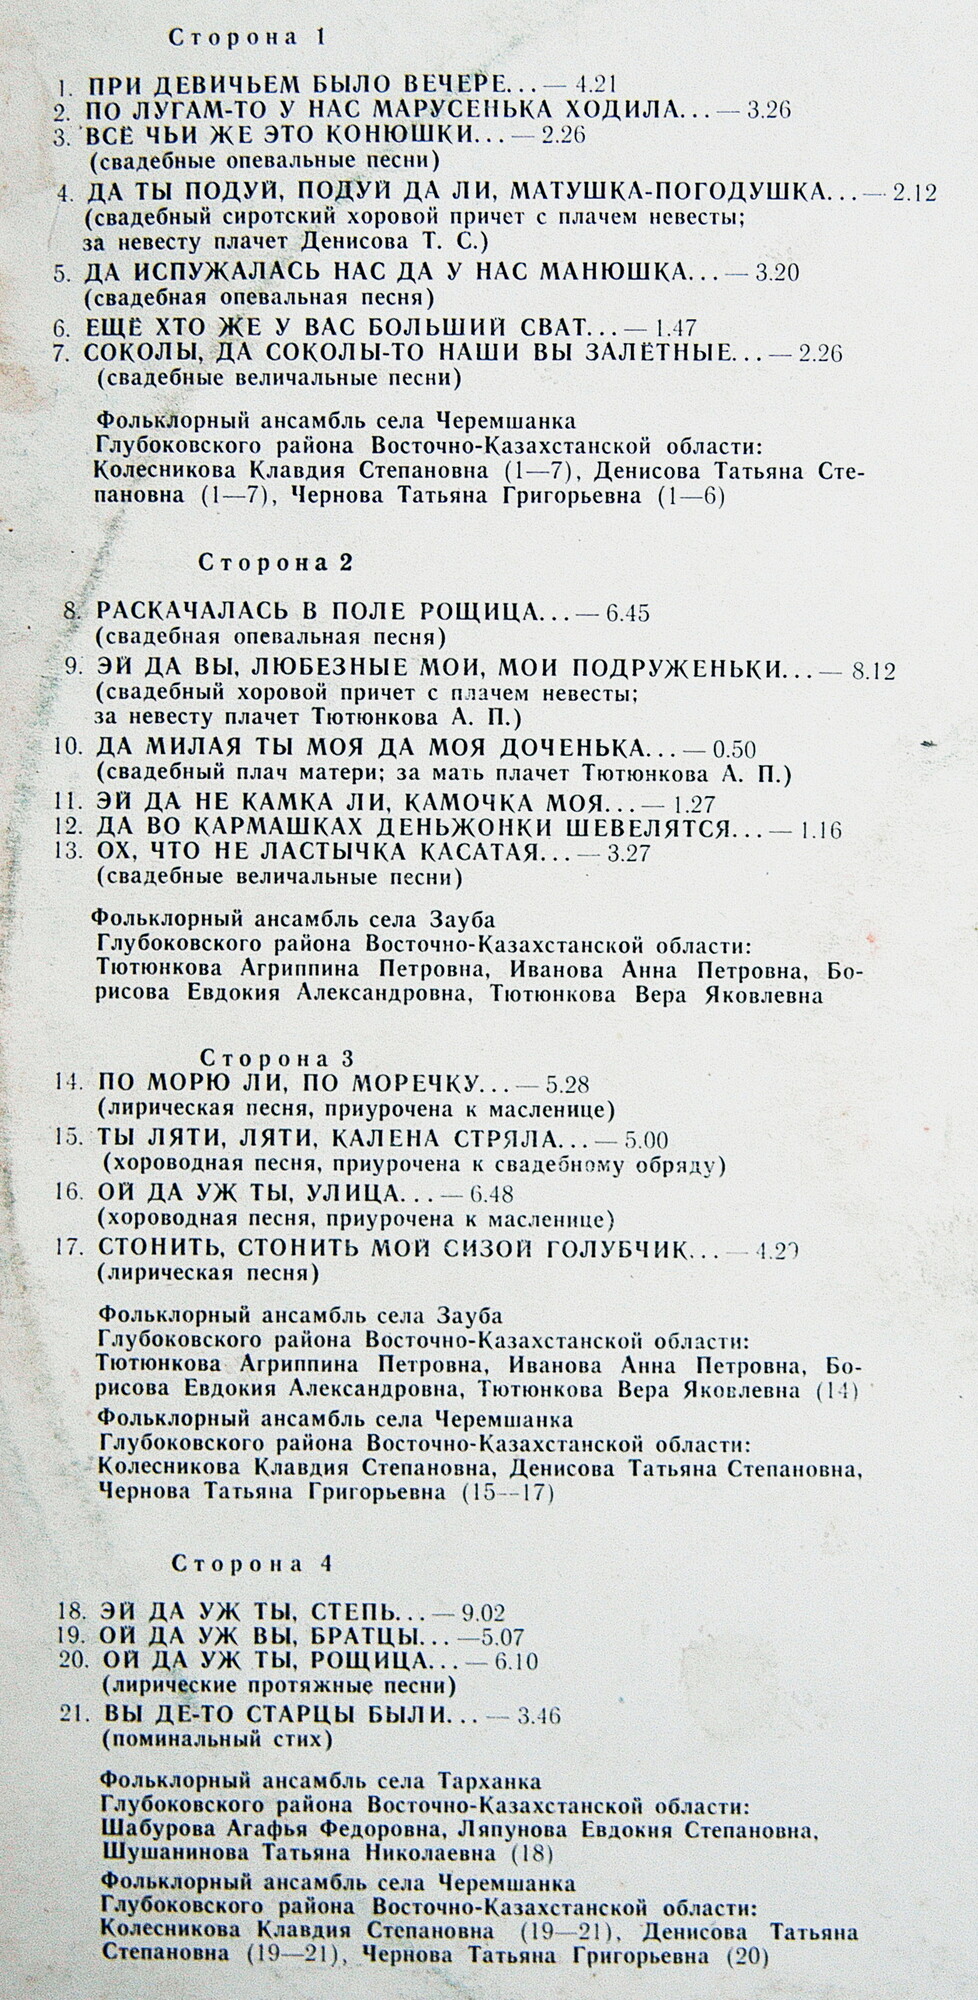 Сторона 1
1. ПРИ ДЕВИЧЬЕМ БЫЛО ВЕЧЕРЕ...— 4.21
2. ПО ЛУГАМ-ТО У НАС МАРУСЕНЬКА ХОДИЛА...— 3.26
3. ВСЁ ЧЬИ ЖЕ ЭТО КОНЮШКИ...— 2.26
(свадебные опевальные песни)
4. ДА ТЫ ПОДУЙ, ПОДУЙ ДА ЛИ, МАТУШКА-ПОГОДУШКА...— 2.12
(свадебный сиротский хоровой причет с плачем невесты;
за невесту плачет Денисова Т. С.)
5. ДА ИСПУЖАЛАСЬ НАС ДА У НАС МАНЮШКА...— 3.20
(свадебная опевальная песня)
6. ЕЩЁ ХТО ЖЕ У ВАС БОЛЬШИЙ СВАТ...— 1.47
7. СОКОЛЫ, ДА СОКОЛЫ-ТО НАШИ ВЫ ЗАЛЁТНЫЕ...— 2.26
(свадебные величальные песни)
Фольклорный ансамбль села Черемшанка
Глубоковского района Восточно-Казахстанской области:
Колесникова Клавдия Степановна (1—7), Денисова Татьяна Сте-
пановна (1—7), Чернова Татьяна Григорьевна (1—6)
Сторона 2
8. РАСКАЧАЛАСЬ В ПОЛЕ РОЩИЦА...— 6.45
(свадебная опевальная песня)
9. ЭЙ ДА ВЫ, ЛЮБЕЗНЫЕ МОИ, МОИ ПОДРУЖЕНЬКИ...— 8.12
(свадебный хоровой причет с плачем невесты;
за невесту плачет Тютюнкова А. П.)
10. ДА МИЛАЯ ТЫ МОЯ ДА МОЯ ДОЧЕНЬКА...— 0.50
(свадебный плач матери; за мать плачет Тютюнкова А. П.)
11. ЭЙ ДА НЕ КАМКА ЛИ, КАМОЧКА МОЯ...— 1.27
12. ДА ВО КАРМАШКАХ ДЕНЬЖОНКИ ШЕВЕЛЯТСЯ...— 1.16
13. ОХ, ЧТО НЕ ЛАСТЫЧКА КАСАТАЯ...— 3.27
(свадебные величальные песни)
Фольклорный ансамбль села Зауба
Глубоковского района Восточно-Казахстанской области:
Тютюнкова Агриппина Петровна, Иванова Анна Петровна, Бо-
рисова Евдокия Александровна, Тютюнкова Вера Яковлевна
Сторона 3
14. ПО МОРЮ ЛИ, ПО МОРЕЧКУ...— 5.28
(лирическая песня, приурочена к масленице)
15. ТЫ ЛЯТИ, ЛЯТИ, КАЛЕНА СТРЯЛА...— 5.00
(хороводная песня, приурочена к свадебному обряду)
16. ОЙ ДА УЖ ТЫ, УЛИЦА...— 6.48
(хороводная песня, приурочена к масленице)
17. СТОНИТЬ, СТОНИТЬ МОЙ СИЗОЙ ГОЛУБЧИК...—
(лирическая песня)
Фольклорный ансамбль села Зауба
Глубоковского района Восточно-Казахстанской области:
Тютюнкова Агриппина Петровна, Иванова Анна Петровна, Бо-
рисова Евдокия Александровна, Тютюнкова Вера Яковлевна (14)
Фольклорный ансамбль села Черемшанка
Глубоковского района Восточно-Казахстанской области:
Колесникова Клавдия Степановна, Денисова Татьяна Степановна,
Чернова Татьяна Григорьевна (15—17)
Сторона 4
18. ЭЙ ДА УЖ ТЫ, СТЕПЬ...— 9.02
19. ОЙ ДА УЖ ВЫ, БРАТЦЫ...—5.07
20. ОЙ ДА УЖ ТЫ, РОЩИЦА...— 6.10
(лирические протяжные песни)
21. ВЫ ДЕ-ТО СТАРЦЫ БЫЛИ...— 3.46
(поминальный стих)
Фольклорный ансамбль села Тарханка
Глубоковского района Восточно-Казахстанской области:
Шабурова Агафья Федоровна, Ляпунова Евдокия Степановна,
Шушанинова Татьяна Николаевна (18)
Фольклорный ансамбль села Черемшанка
Глубоковского района Восточно-Казахстанской области:
Колесникова Клавдия Степановна (19—21), Денисова Татьяна
Степановна (19—21), Чернова Татьяна Григорьевна (20)